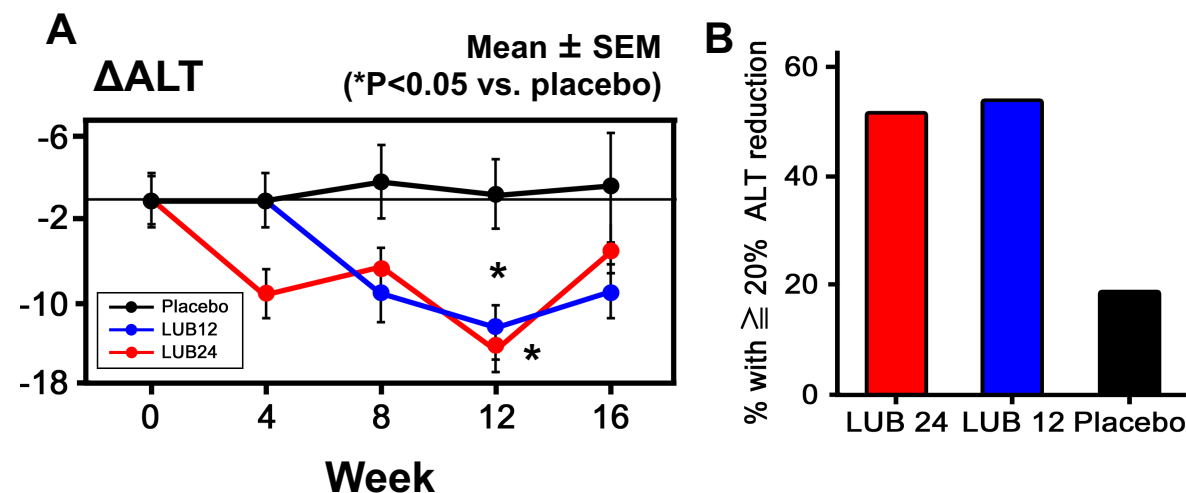 A
ΔALT
Mean ± SEM
(*P<0.05 vs. placebo)
-6
-2
-10
-18
*
*
Placebo
LUB12
LUB24
0 4 8 12 16
Week
B
% with ≧ 20% ALT reduction
60
40
20
0
LUB 24 LUB 12 Placebo